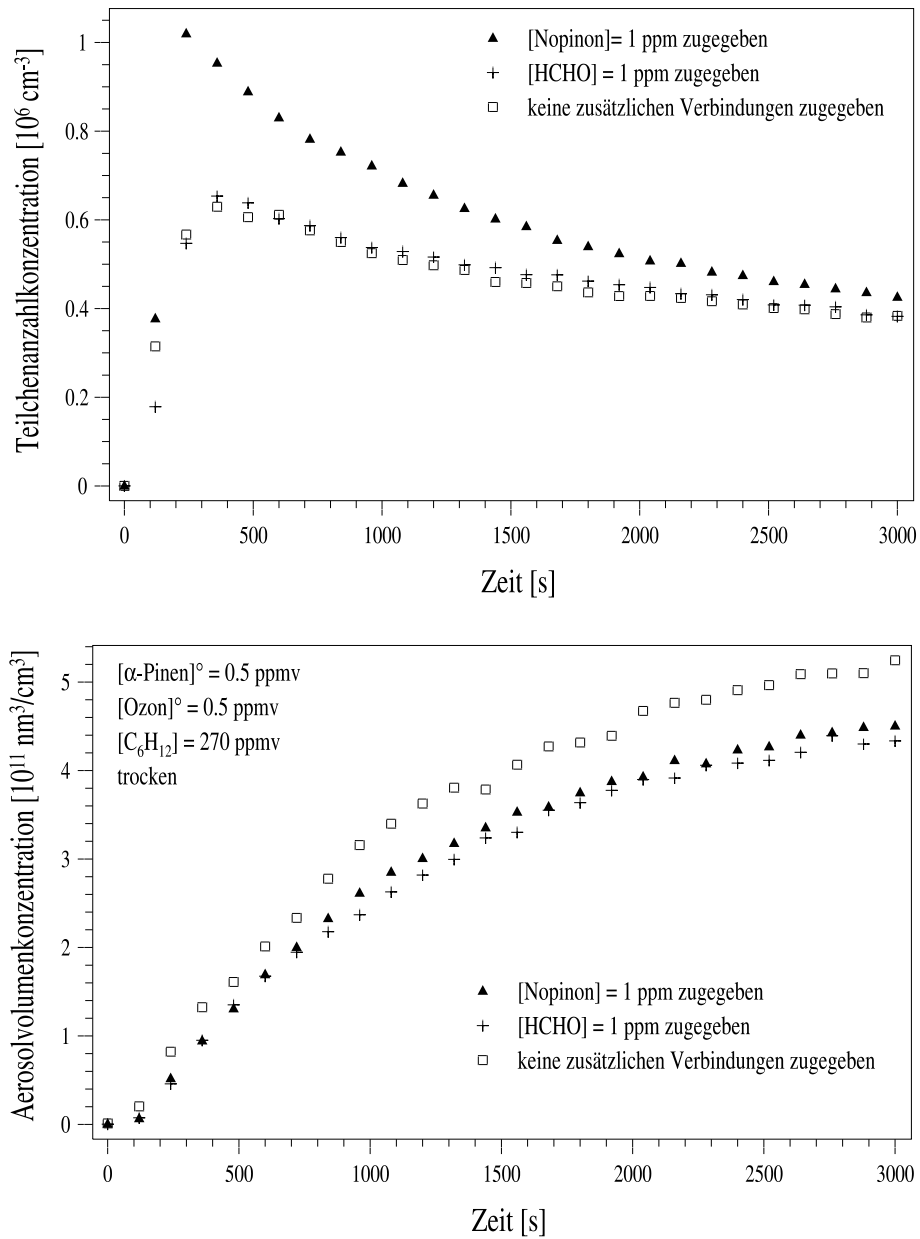 [Nopinon]= 1 ppm zugegeben
[HCHO] = 1 ppm zugegeben
keine zusätzlichen Verbindungen zugegeben
Teilchenanzahlkonzentration [10⁶ cm⁻³]
1
0.8
0.6
0.4
0.2
0
0 500 1000 1500 2000 2500 3000
Zeit [s]
[α-Pinen]° = 0.5 ppmv
[Ozon]° = 0.5 ppmv
[C₆H₁₂] = 270 ppmv
trocken
Aerosolvolumenkonzentration [10¹¹ nm³/cm³]
5
4
3
2
1
0
[Nopinon] = 1 ppm zugegeben
[HCHO] = 1 ppm zugegeben
keine zusätzlichen Verbindungen zugegeben
0 500 1000 1500 2000 2500 3000
Zeit [s]